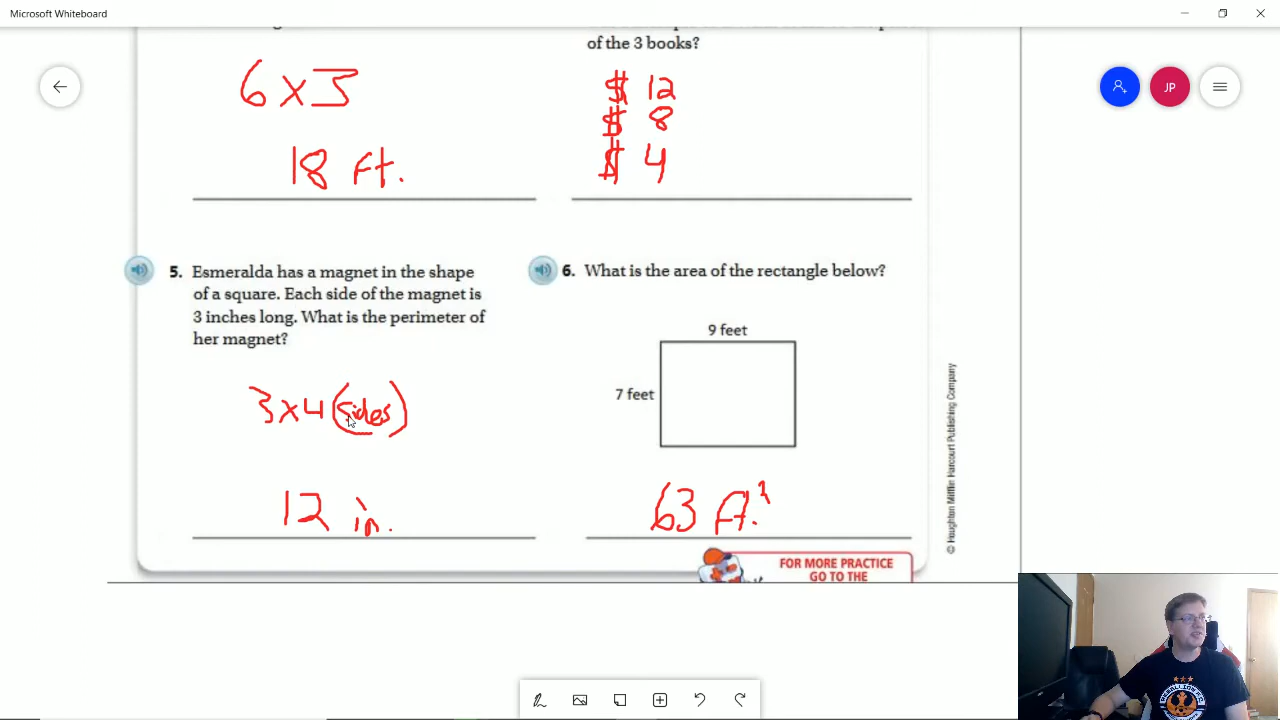 Microsoft Whiteboard
of the 3 books?
JP
6 x 3
18 ft.
$ 12
$ 8
$ 4
5. Esmeralda has a magnet in the shape
of a square. Each side of the magnet is
3 inches long. What is the perimeter of
her magnet?
3 x 4 (sides)
12 in.
6. What is the area of the rectangle below?
9 feet
7 feet
63 ft.²
© Houghton Mifflin Harcourt Publishing Company
FOR MORE PRACTICE
GO TO THE